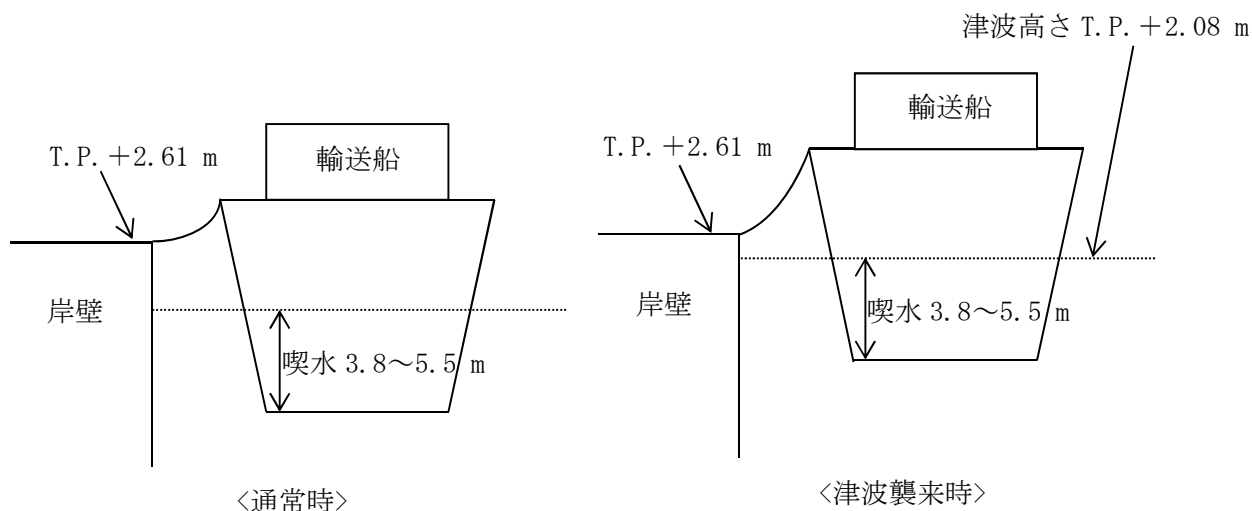 T.P.＋2.61 m
輸送船
岸壁
喫水 3.8～5.5 m
<通常時>
津波高さ T.P.＋2.08 m
T.P.＋2.61 m
輸送船
岸壁
喫水 3.8～5.5 m
<津波襲来時>